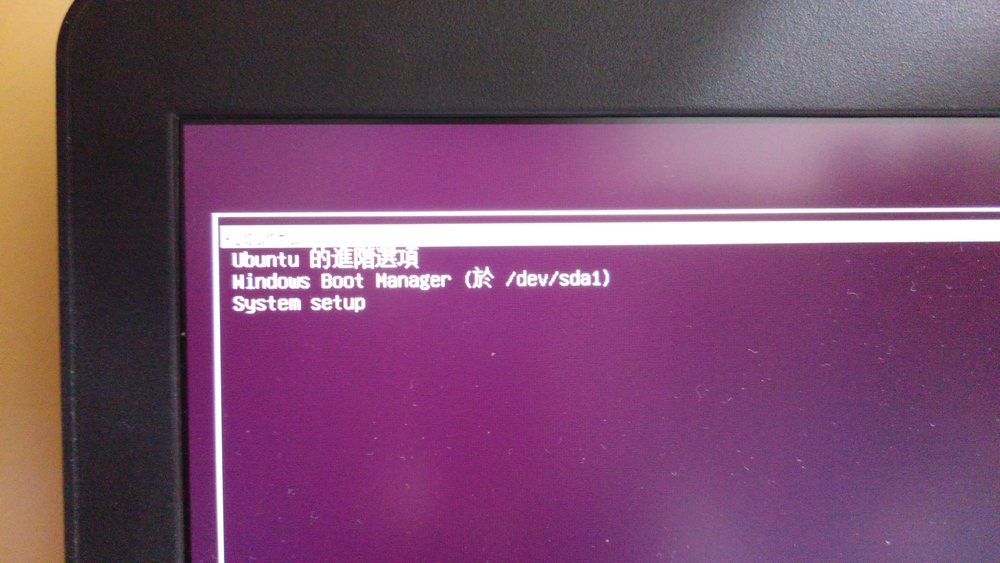 Ubuntu 的進階選項
Windows Boot Manager (於 /dev/sda1)
System setup